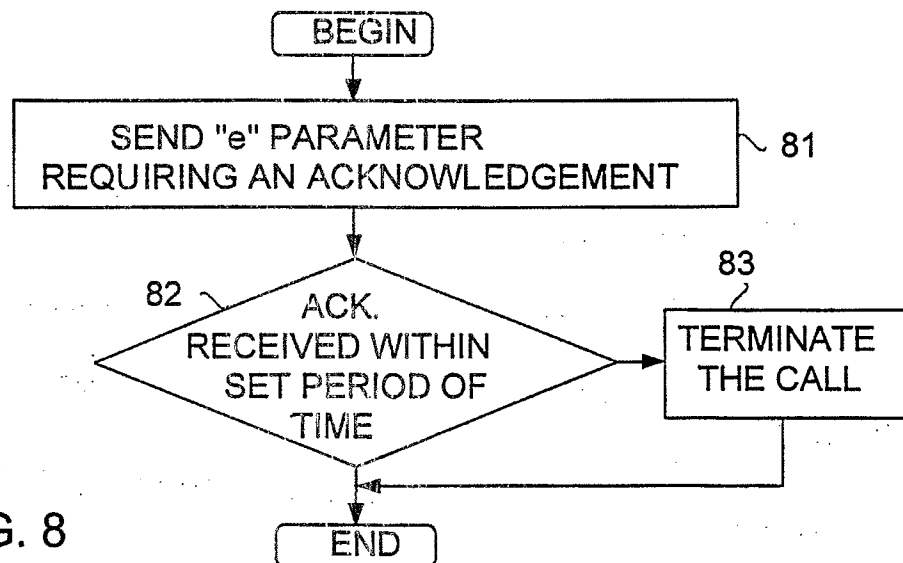 BEGIN
SEND "e" PARAMETER
REQUIRING AN ACKNOWLEDGEMENT
81
82
ACK.
RECEIVED WITHIN
SET PERIOD OF
TIME
83
TERMINATE
THE CALL
END
G. 8